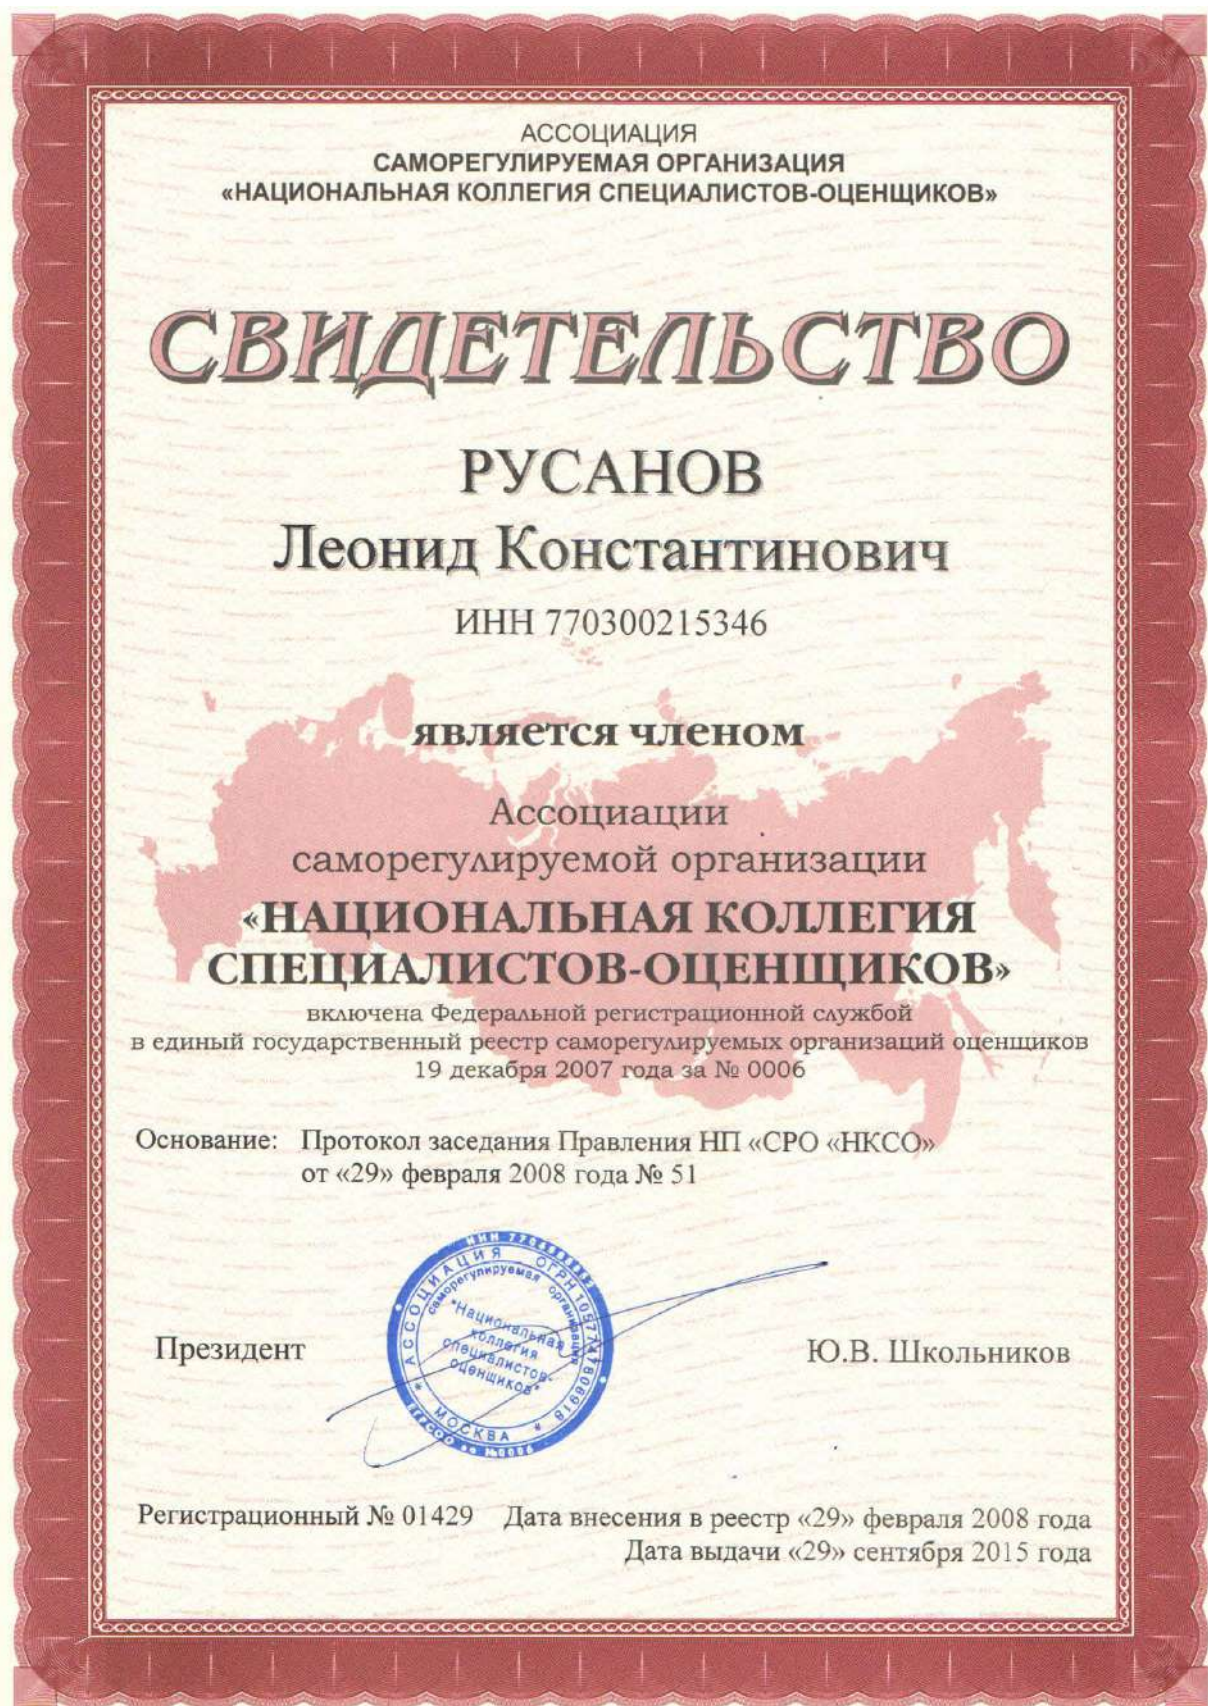 АССОЦИАЦИЯ
САМОРЕГУЛИРУЕМАЯ ОРГАНИЗАЦИЯ
«НАЦИОНАЛЬНАЯ КОЛЛЕГИЯ СПЕЦИАЛИСТОВ-ОЦЕНЩИКОВ»
СВИДЕТЕЛЬСТВО
РУСАНОВ
Леонид Константинович
ИНН 770300215346
является членом
Ассоциации
саморегулируемой организации
«НАЦИОНАЛЬНАЯ КОЛЛЕГИЯ
СПЕЦИАЛИСТОВ-ОЦЕНЩИКОВ»
включена Федеральной регистрационной службой
в единый государственный реестр саморегулируемых организаций оценщиков
19 декабря 2007 года за № 0006
Основание: Протокол заседания Правления НП «СРО «НКСО»
от «29» февраля 2008 года № 51
АССОЦИАЦИЯ
саморегулируемая организация
"Национальная
коллегия
специалистов-
оценщиков"
* МОСКВА *
Президент
Ю.В. Школьников
Регистрационный № 01429 Дата внесения в реестр «29» февраля 2008 года
Дата выдачи «29» сентября 2015 года